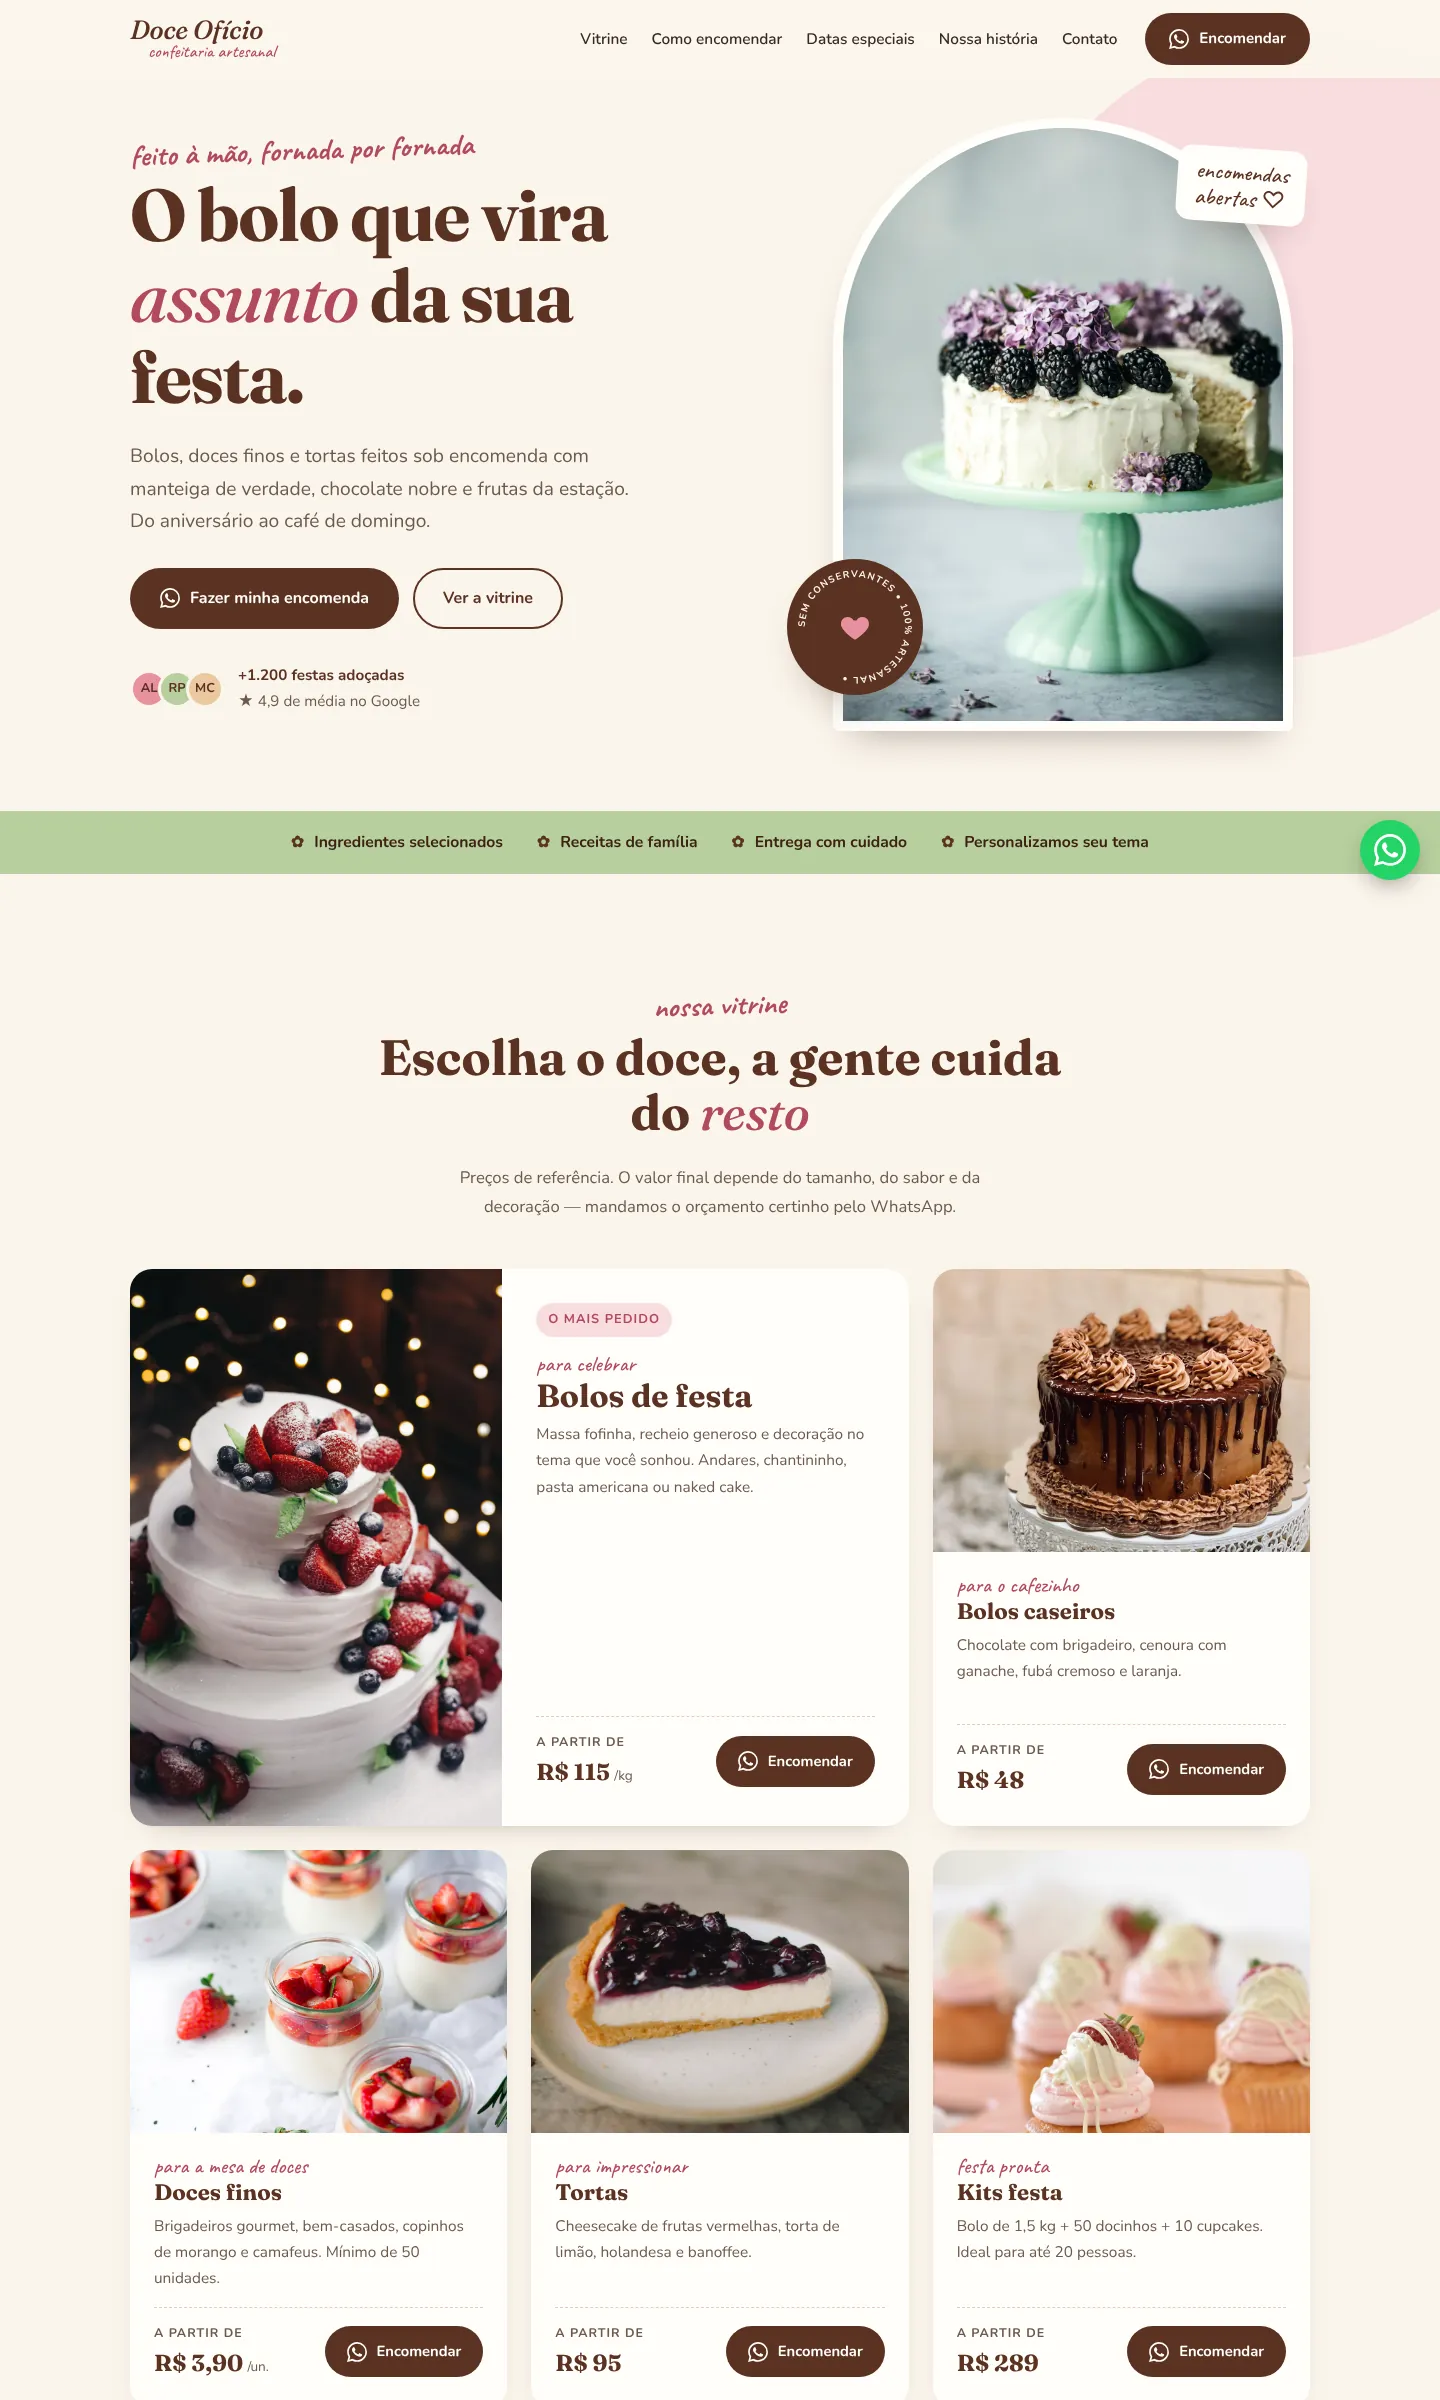 Doce Ofício
confeitaria artesanal
Vitrine
Como encomendar
Datas especiais
Nossa história
Contato
Encomendar
feito à mão, fornada por fornada
O bolo que vira
assunto da sua
festa.
Bolos, doces finos e tortas feitos sob encomenda com
manteiga de verdade, chocolate nobre e frutas da estação.
Do aniversário ao café de domingo.
Fazer minha encomenda
Ver a vitrine
AL
RP
MC
+1.200 festas adoçadas
★ 4,9 de média no Google
encomendas
abertas ♡
SEM CONSERVANTES • 100% ARTESANAL •
✿ Ingredientes selecionados
✿ Receitas de família
✿ Entrega com cuidado
✿ Personalizamos seu tema
nossa vitrine
Escolha o doce, a gente cuida
do resto
Preços de referência. O valor final depende do tamanho, do sabor e da
decoração — mandamos o orçamento certinho pelo WhatsApp.
O MAIS PEDIDO
para celebrar
Bolos de festa
Massa fofinha, recheio generoso e decoração no
tema que você sonhou. Andares, chantininho,
pasta americana ou naked cake.
A PARTIR DE
R$ 115 /kg
Encomendar
para o cafezinho
Bolos caseiros
Chocolate com brigadeiro, cenoura com
ganache, fubá cremoso e laranja.
A PARTIR DE
R$ 48
Encomendar
para a mesa de doces
Doces finos
Brigadeiros gourmet, bem-casados, copinhos
de morango e camafeus. Mínimo de 50
unidades.
A PARTIR DE
R$ 3,90 /un.
Encomendar
para impressionar
Tortas
Cheesecake de frutas vermelhas, torta de
limão, holandesa e banoffee.
A PARTIR DE
R$ 95
Encomendar
festa pronta
Kits festa
Bolo de 1,5 kg + 50 docinhos + 10 cupcakes.
Ideal para até 20 pessoas.
A PARTIR DE
R$ 289
Encomendar